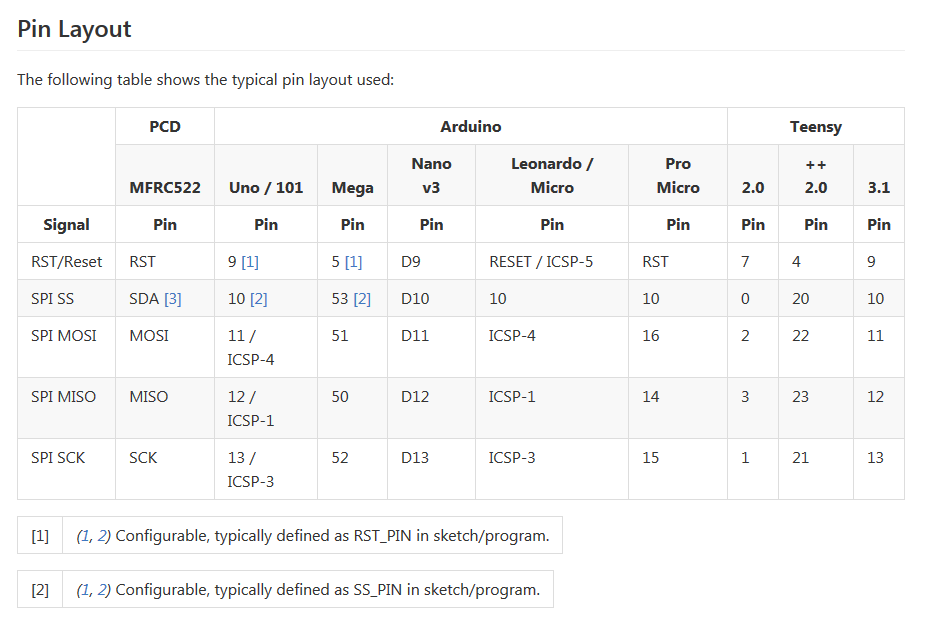 Pin Layout
The following table shows the typical pin layout used:
PCD Arduino Teensy
MFRC522 Uno / 101 Mega Nano v3 Leonardo / Micro Pro Micro 2.0 ++ 2.0 3.1
Signal Pin Pin Pin Pin Pin Pin Pin Pin Pin
RST/Reset RST 9 [1] 5 [1] D9 RESET / ICSP-5 RST 7 4 9
SPI SS SDA [3] 10 [2] 53 [2] D10 10 10 0 20 10
SPI MOSI MOSI 11 / ICSP-4 51 D11 ICSP-4 16 2 22 11
SPI MISO MISO 12 / ICSP-1 50 D12 ICSP-1 14 3 23 12
SPI SCK SCK 13 / ICSP-3 52 D13 ICSP-3 15 1 21 13
[1] (1, 2) Configurable, typically defined as RST_PIN in sketch/program.
[2] (1, 2) Configurable, typically defined as SS_PIN in sketch/program.